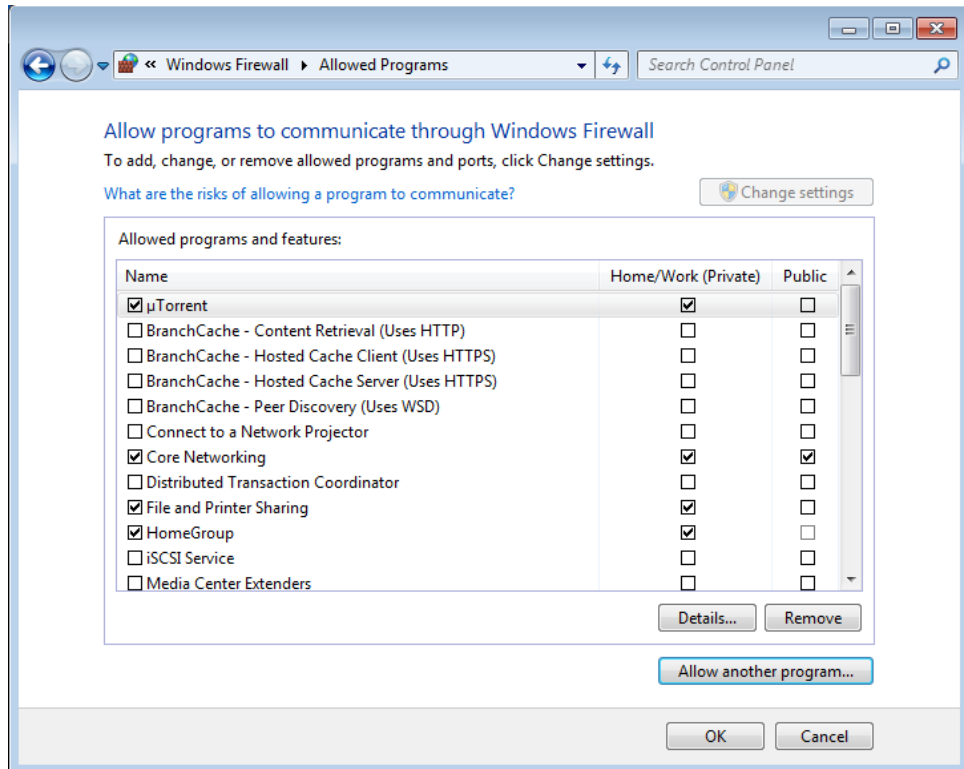 « Windows Firewall Allowed Programs Search Control Panel
Allow programs to communicate through Windows Firewall
To add, change, or remove allowed programs and ports, click Change settings.
What are the risks of allowing a program to communicate? Change settings
Allowed programs and features:
Name Home/Work (Private) Public
µTorrent
BranchCache - Content Retrieval (Uses HTTP)
BranchCache - Hosted Cache Client (Uses HTTPS)
BranchCache - Hosted Cache Server (Uses HTTPS)
BranchCache - Peer Discovery (Uses WSD)
Connect to a Network Projector
Core Networking
Distributed Transaction Coordinator
File and Printer Sharing
HomeGroup
iSCSI Service
Media Center Extenders
Details... Remove
Allow another program...
OK Cancel